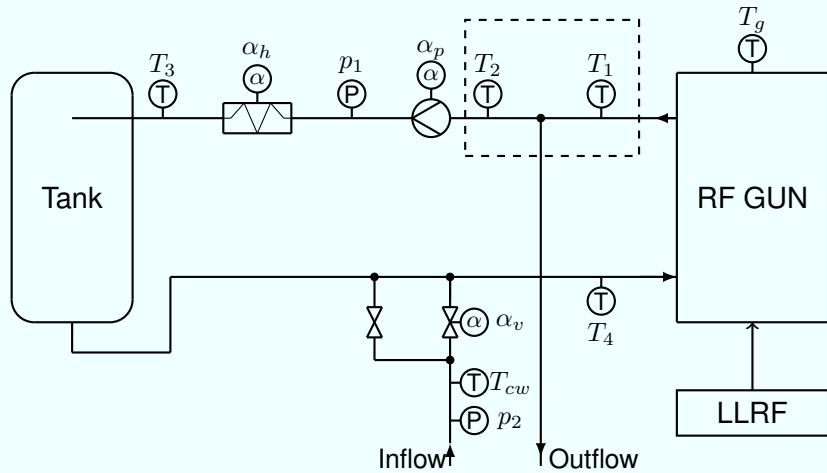 T_g
T
α_h
α
T_3
T
p_1
P
α_p
α
T_2
T
T_1
T
Tank
RF GUN
α
α_v
T
T_4
T
T_cw
P
p_2
LLRF
Inflow
Outflow